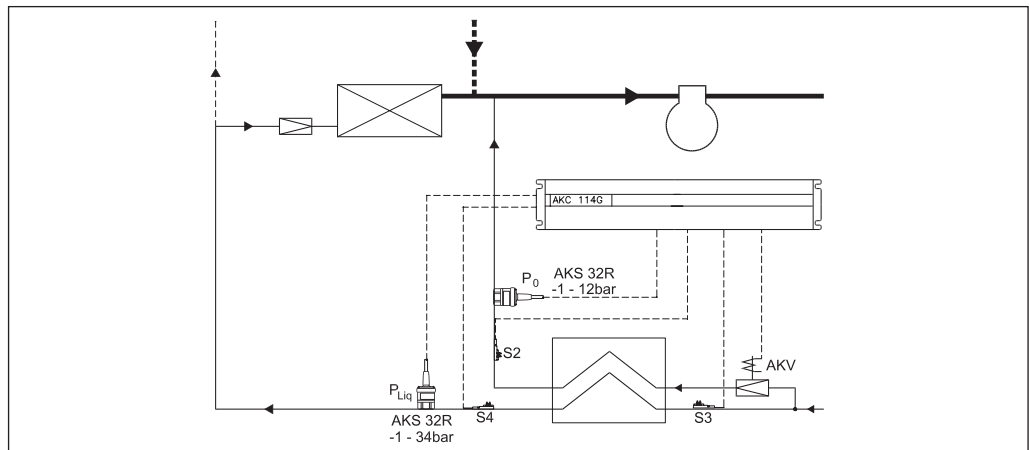 AKC 114G
P0
AKS 32R
-1 - 12bar
S2
AKV
PLiq
S4
S3
AKS 32R
-1 - 34bar